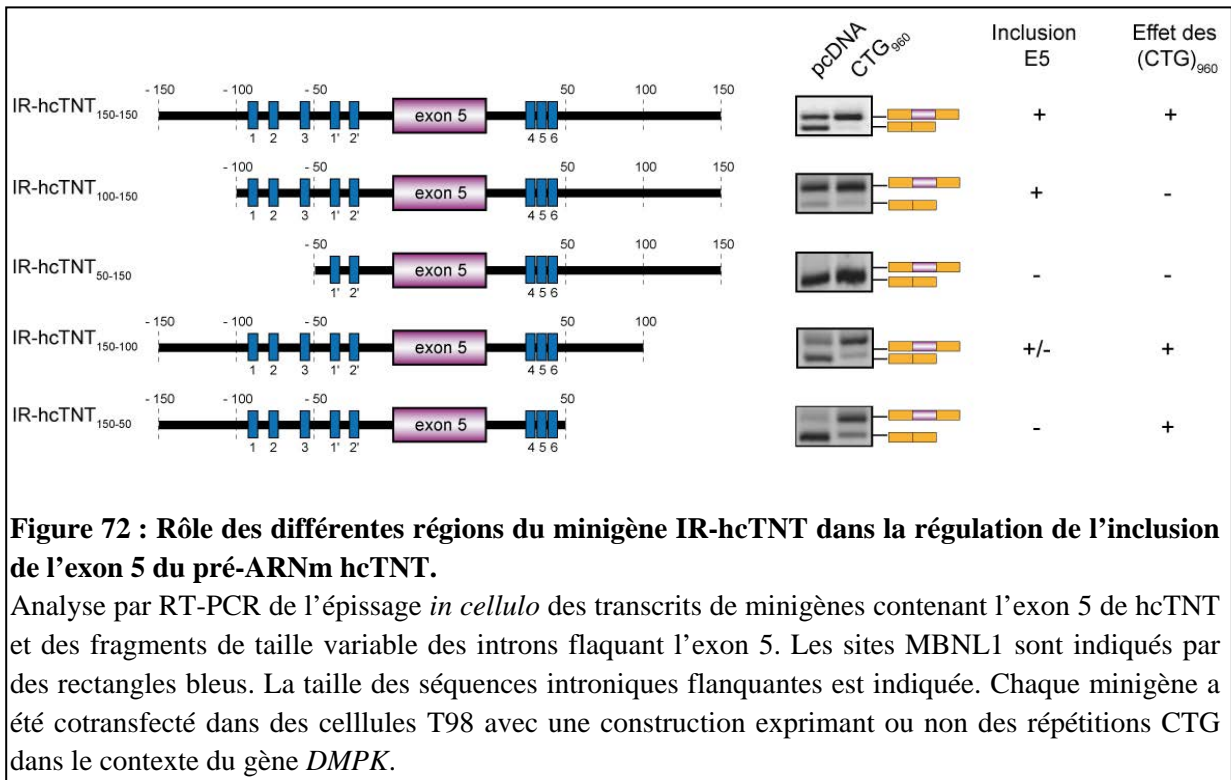 pcDNA CTG960 Inclusion E5 Effet des (CTG)960
IR-hcTNT150-150 - 150 - 100 - 50 50 100 150
exon 5 + +
1 2 3 1' 2' 4 5 6
IR-hcTNT100-150 - 100 - 50 50 100 150
exon 5 + -
1 2 3 1' 2' 4 5 6
IR-hcTNT50-150 - 50 50 100 150
exon 5 - -
1' 2' 4 5 6
IR-hcTNT150-100 - 150 - 100 - 50 50 100
exon 5 +/- +
1 2 3 1' 2' 4 5 6
IR-hcTNT150-50 - 150 - 100 - 50 50
exon 5 - +
1 2 3 1' 2' 4 5 6
Figure 72 : Rôle des différentes régions du minigène IR-hcTNT dans la régulation de l'inclusion
de l'exon 5 du pré-ARNm hcTNT.
Analyse par RT-PCR de l'épissage in cellulo des transcrits de minigènes contenant l'exon 5 de hcTNT
et des fragments de taille variable des introns flaquant l'exon 5. Les sites MBNL1 sont indiqués par
des rectangles bleus. La taille des séquences introniques flanquantes est indiquée. Chaque minigène a
été cotransfecté dans des celllules T98 avec une construction exprimant ou non des répétitions CTG
dans le contexte du gène DMPK.